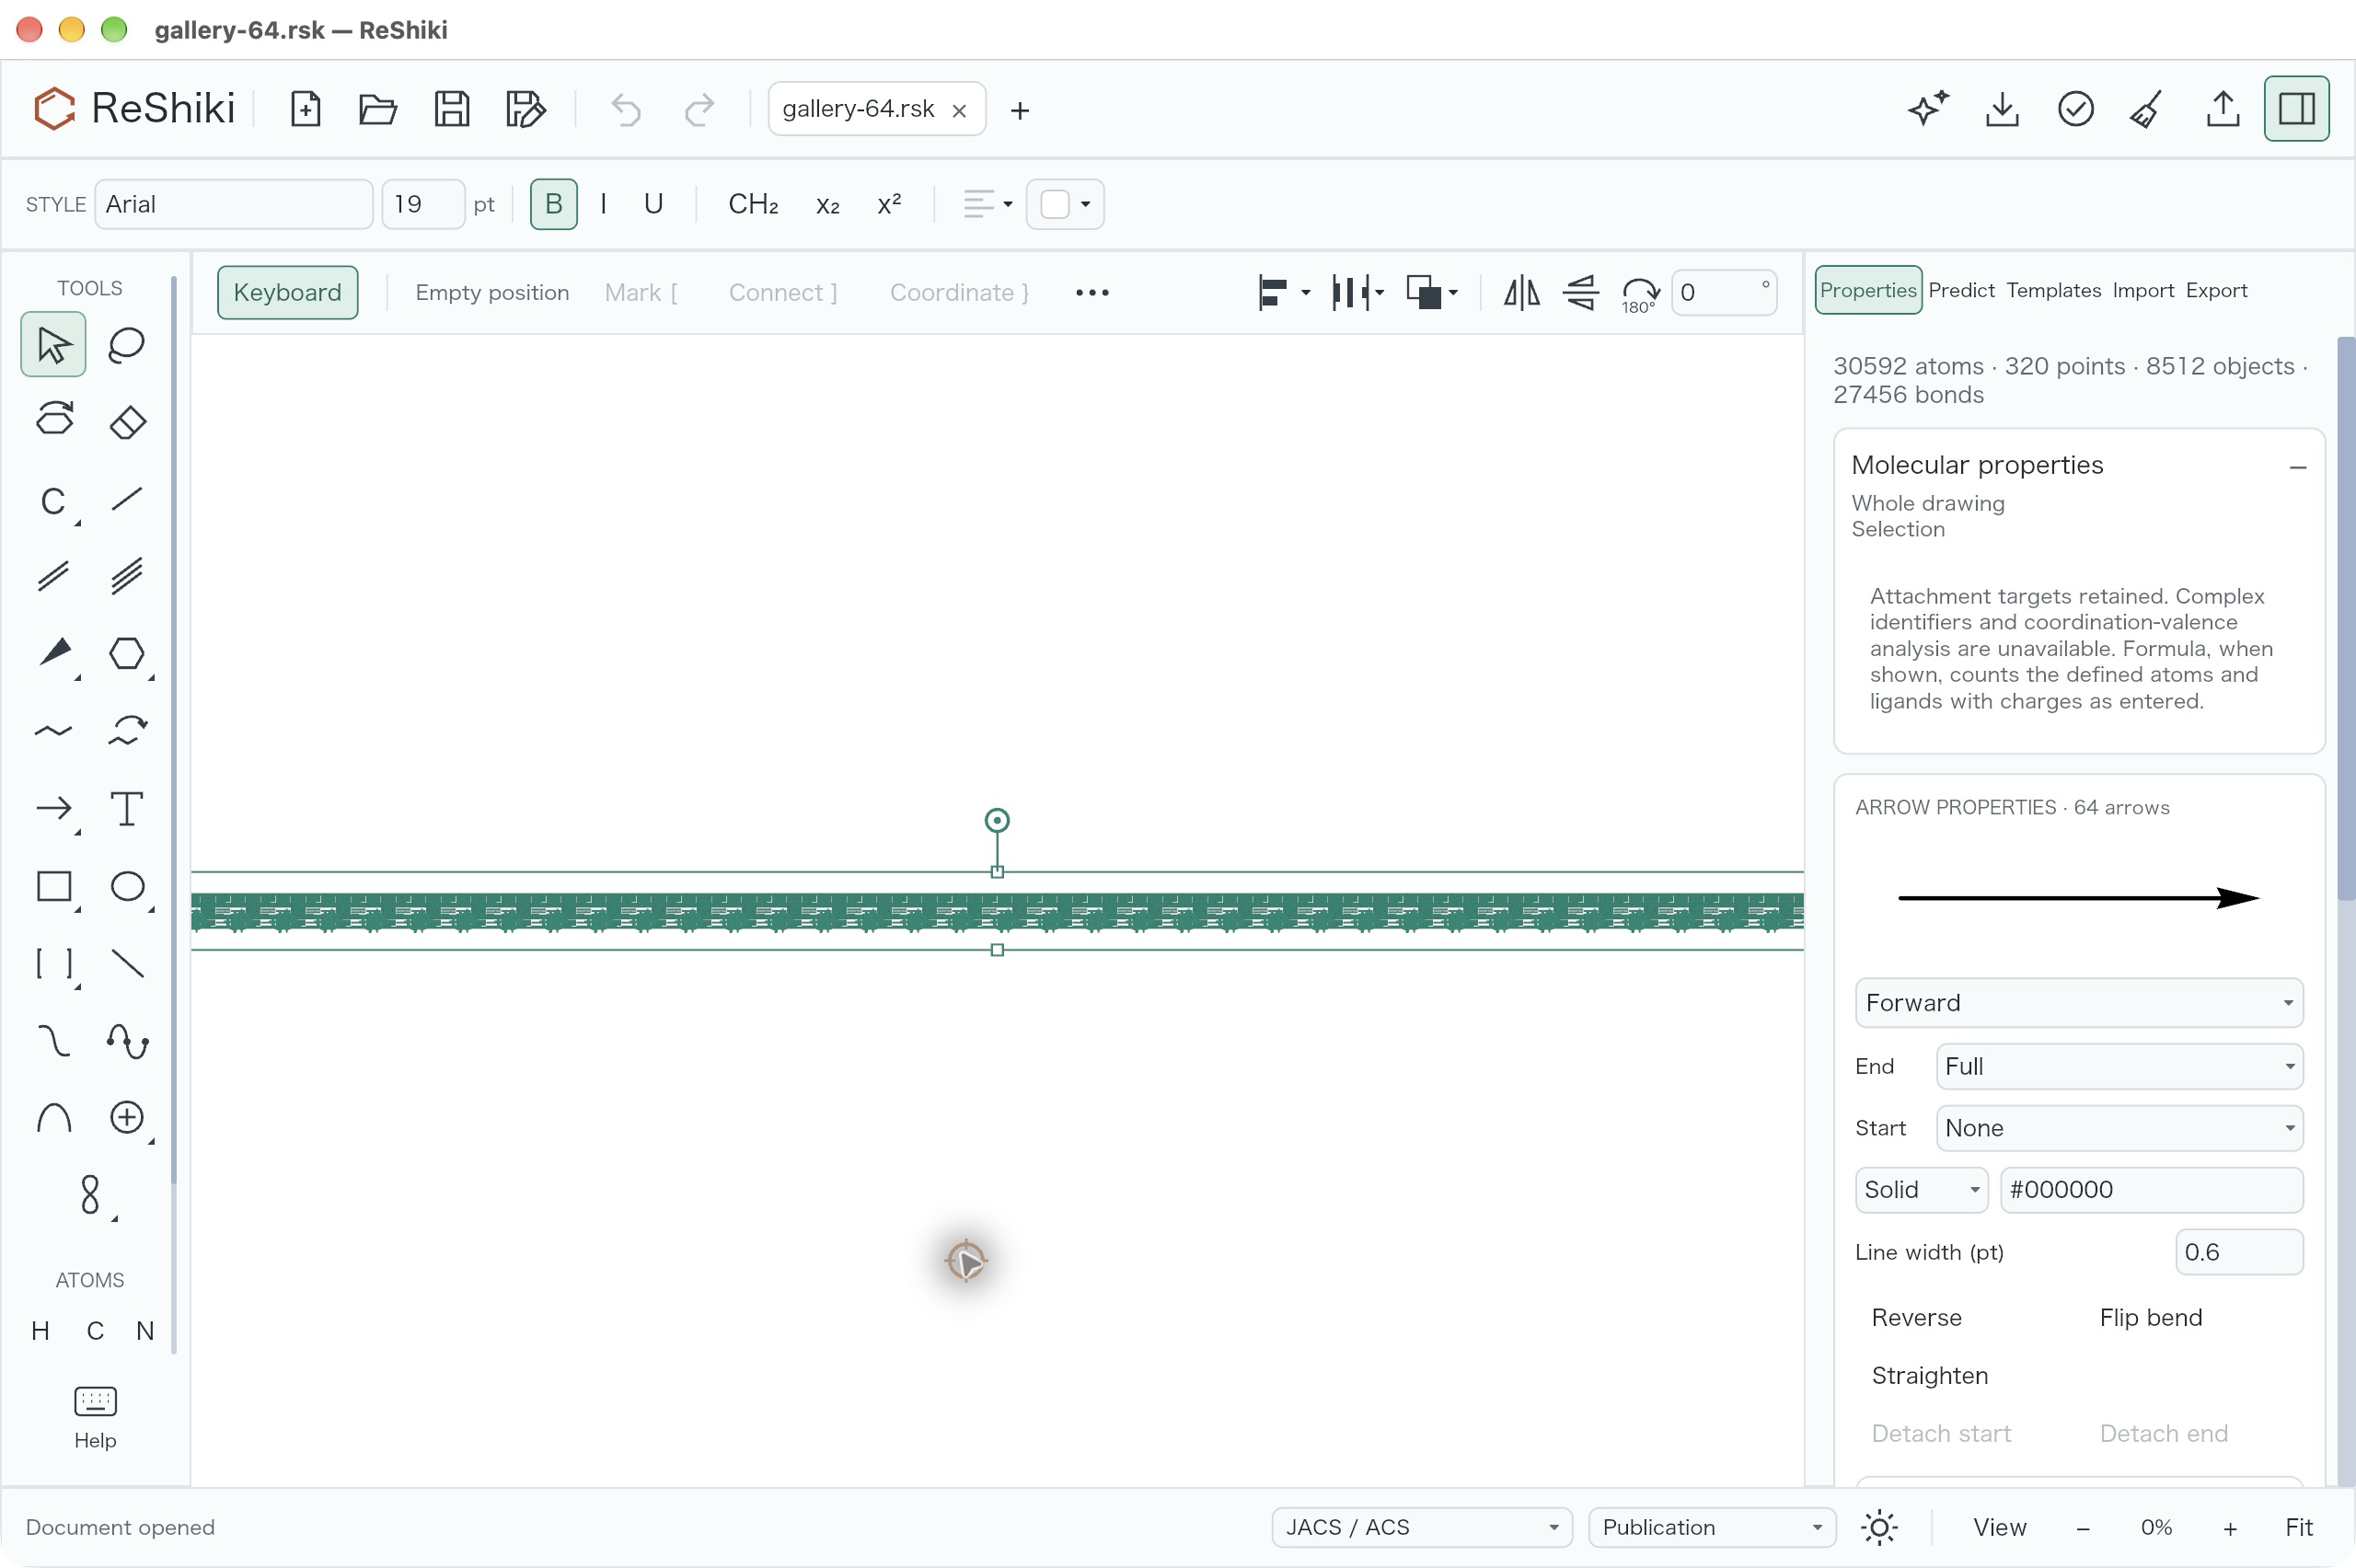 gallery-64.rsk — ReShiki
ReShiki
gallery-64.rsk ×
+
STYLE Arial 19 pt B I U CH₂ x₂ x²
TOOLS
Keyboard Empty position Mark [ Connect ] Coordinate } ••• 180° 0 °
Properties Predict Templates Import Export
30592 atoms · 320 points · 8512 objects ·
27456 bonds
Molecular properties −
Whole drawing
Selection
Attachment targets retained. Complex
identifiers and coordination-valence
analysis are unavailable. Formula, when
shown, counts the defined atoms and
ligands with charges as entered.
ARROW PROPERTIES · 64 arrows
Forward
End Full
Start None
Solid #000000
Line width (pt) 0.6
Reverse Flip bend
Straighten
Detach start Detach end
C
T
[ ]
ATOMS
H C N
Help
Document opened JACS / ACS Publication View − 0% + Fit